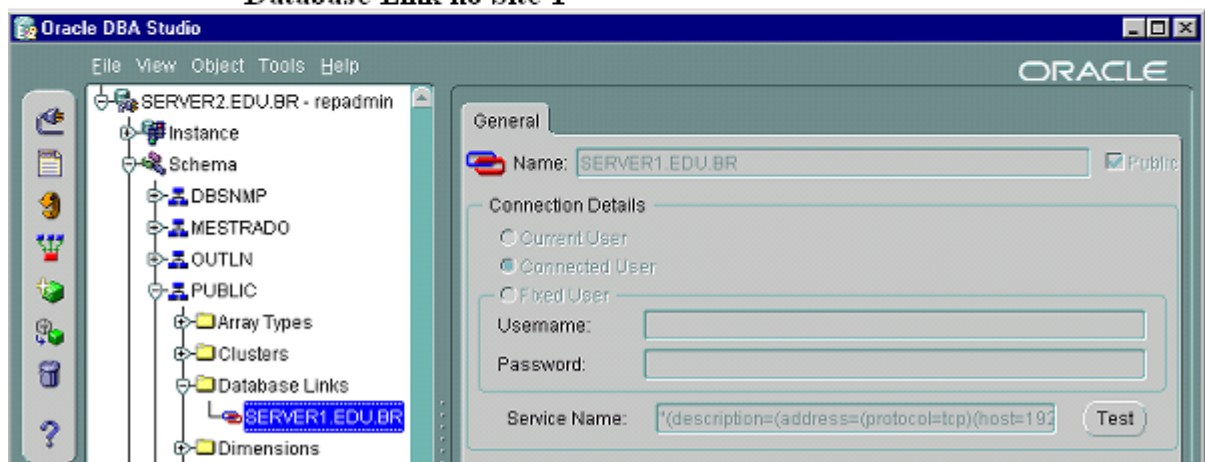 Database Link no Site 1
Oracle DBA Studio
File View Object Tools Help
ORACLE
SERVER2.EDU.BR - repadmin
Instance
Schema
DBSNMP
MESTRADO
OUTLN
PUBLIC
Array Types
Clusters
Database Links
SERVER1.EDU.BR
Dimensions
General
Name: SERVER1.EDU.BR Public
Connection Details
Current User
Connected User
Fixed User
Username:
Password:
Service Name: "(description=(address=(protocol=tcp)(host=192 Test